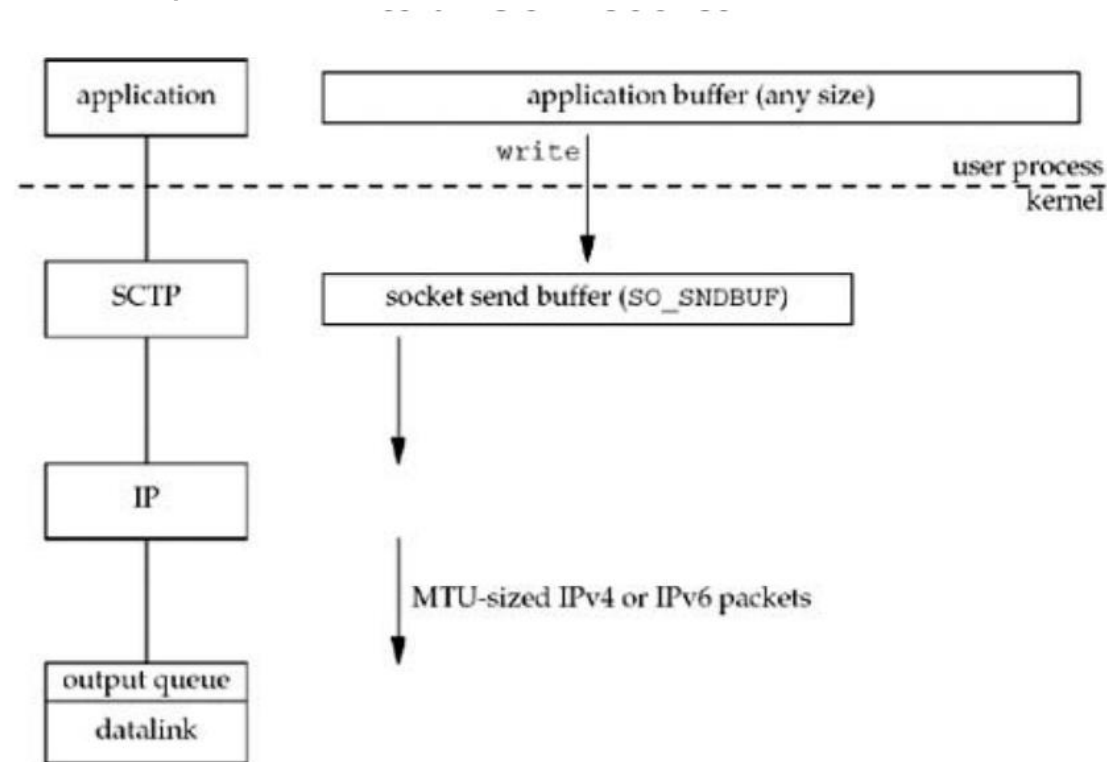 application
application buffer (any size)
write
user process
kernel
SCTP
socket send buffer (SO_SNDBUF)
IP
MTU-sized IPv4 or IPv6 packets
output queue
datalink